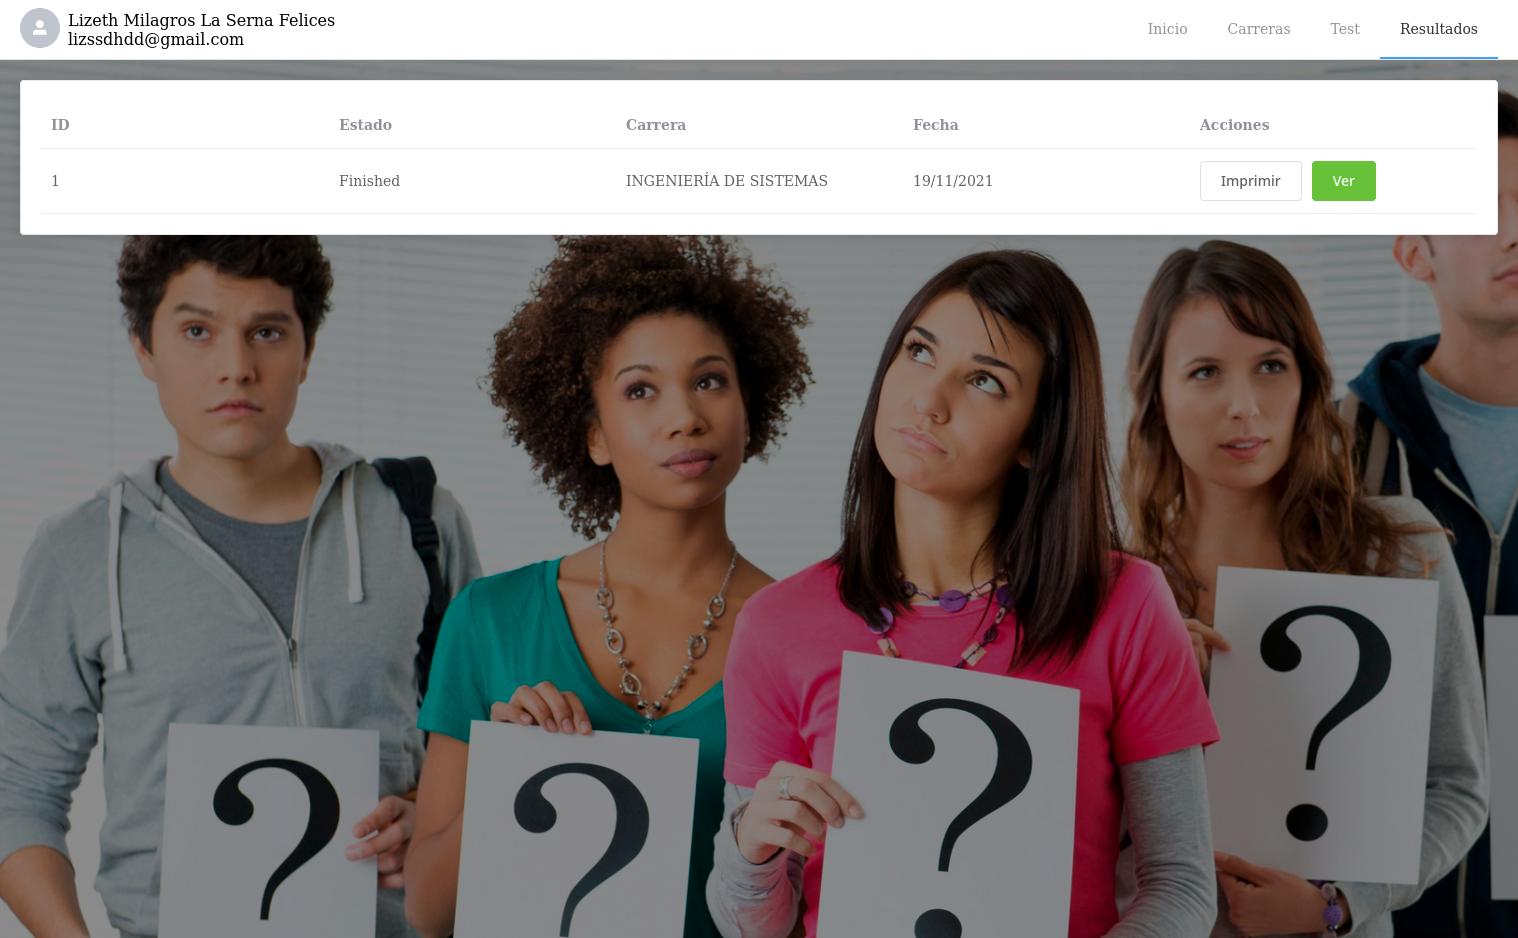 Lizeth Milagros La Serna Felices
lizssdhdd@gmail.com
Inicio Carreras Test Resultados
ID Estado Carrera Fecha Acciones
1 Finished INGENIERÍA DE SISTEMAS 19/11/2021 Imprimir Ver
? ? ? ?